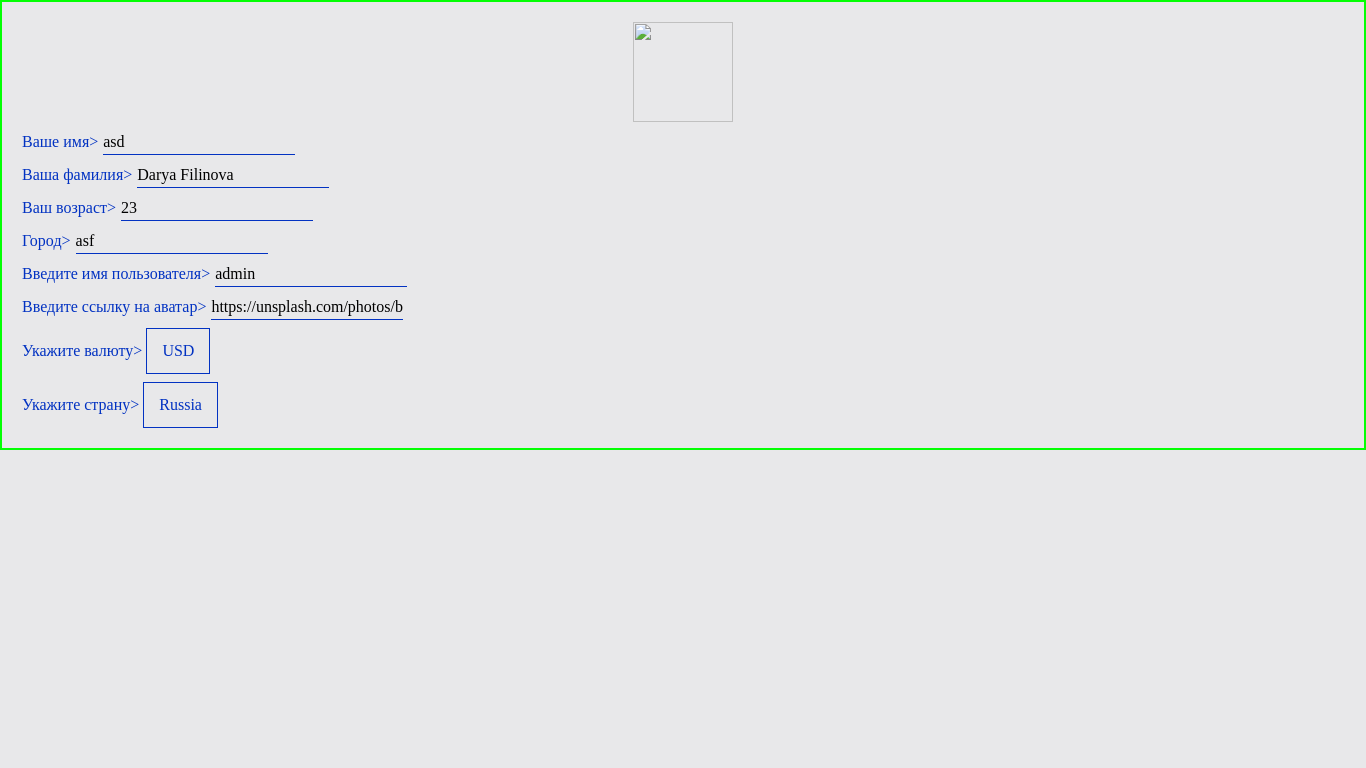 Ваше имя> asd
Ваша фамилия> Darya Filinova
Ваш возраст> 23
Город> asf
Введите имя пользователя> admin
Введите ссылку на аватар> https://unsplash.com/photos/b
Укажите валюту> USD
Укажите страну> Russia